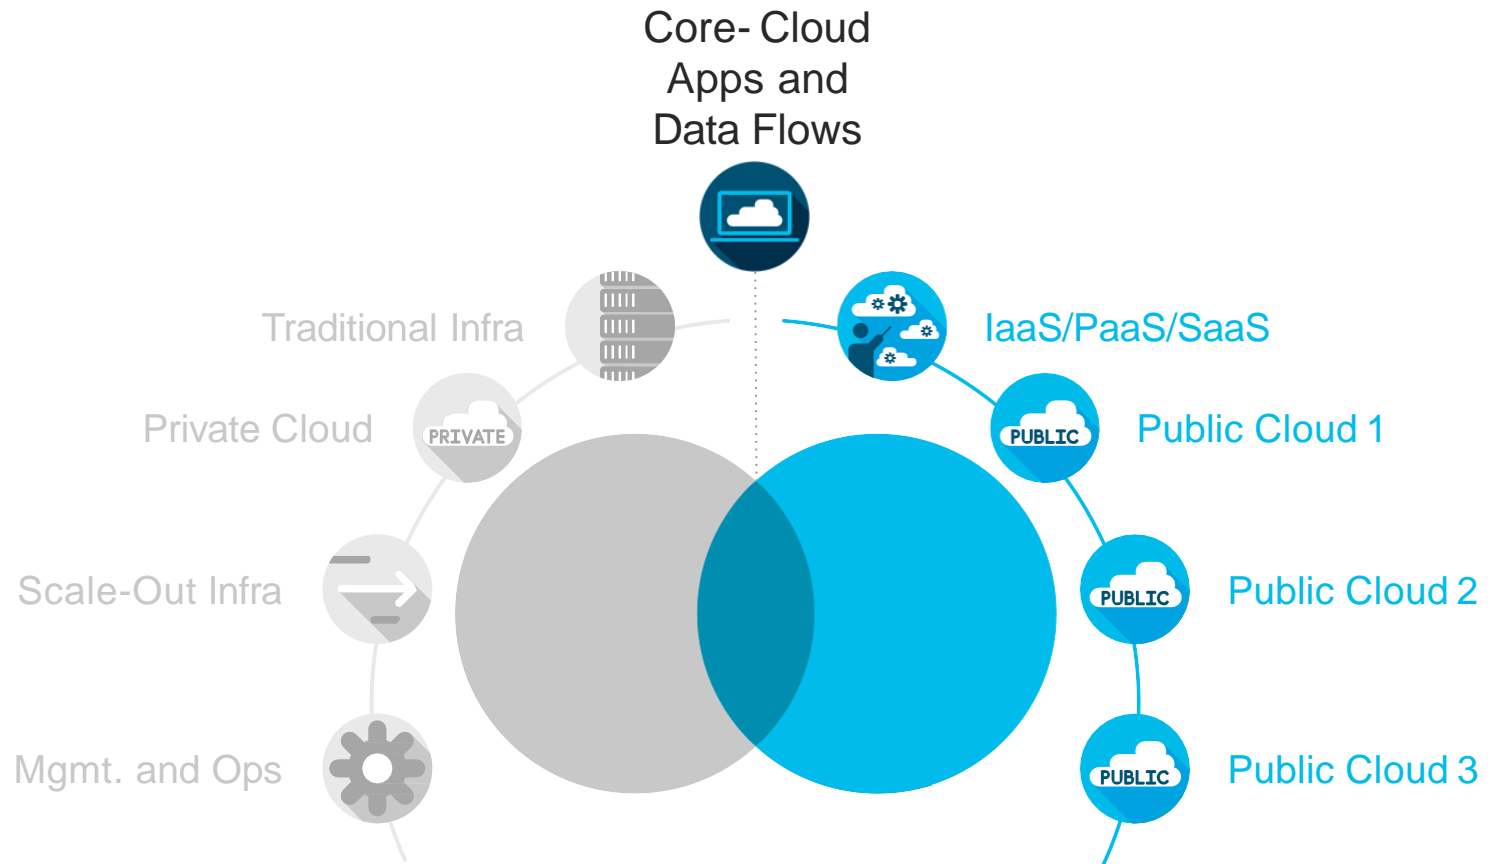 Core- Cloud
Apps and
Data Flows
Traditional Infra
IaaS/PaaS/SaaS
Private Cloud
PRIVATE
PUBLIC
Public Cloud 1
Scale-Out Infra
PUBLIC
Public Cloud 2
Mgmt. and Ops
PUBLIC
Public Cloud 3